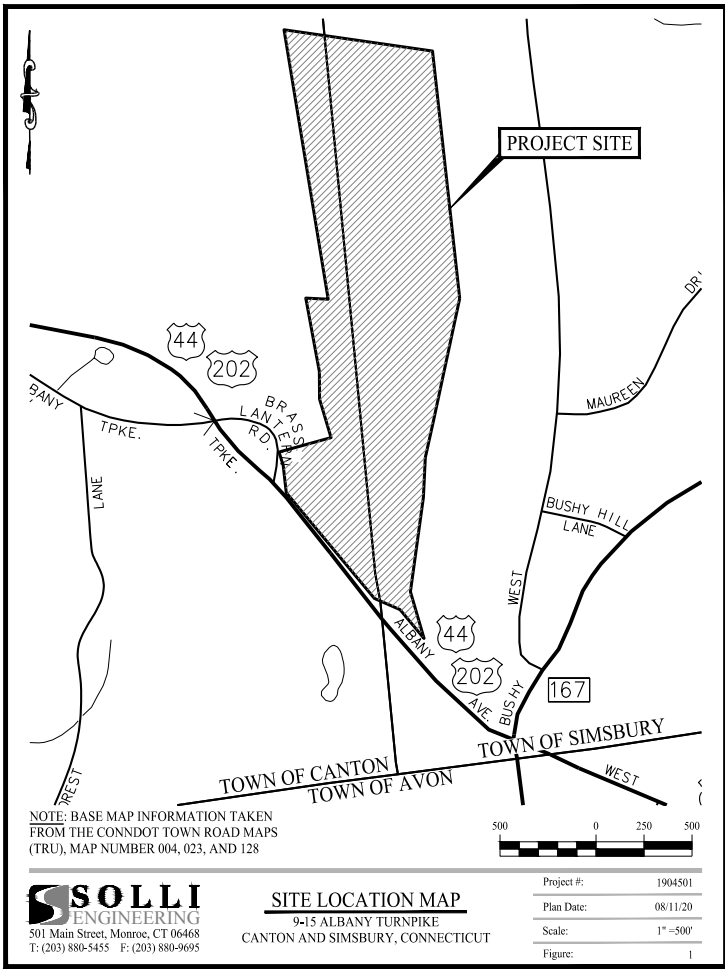 PROJECT SITE
44
202
BRASS
LANTERN
RD.
BANY
TPKE.
TPKE.
LANE
MAUREEN
DR
BUSHY HILL
LANE
WEST
ALBANY
44
202
AVE.
BUSHY
167
TOWN OF SIMSBURY
TOWN OF CANTON
TOWN OF AVON
WEST
OREST
NOTE: BASE MAP INFORMATION TAKEN
FROM THE CONNDOT TOWN ROAD MAPS
(TRU), MAP NUMBER 004, 023, AND 128
500 0 250 500
SOLLI
ENGINEERING
501 Main Street, Monroe, CT 06468
T: (203) 880-5455 F: (203) 880-9695
SITE LOCATION MAP
9-15 ALBANY TURNPIKE
CANTON AND SIMSBURY, CONNECTICUT
Project #: 1904501
Plan Date: 08/11/20
Scale: 1" =500'
Figure: 1